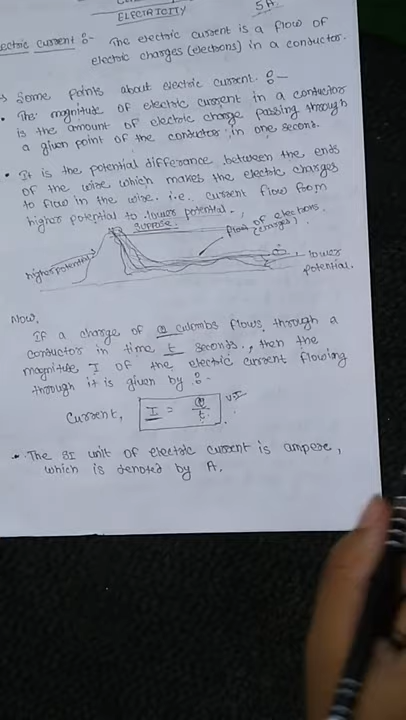 5A.
ELECTRICITY
ectric current :- The electric current is a flow of
electric charges (electrons) in a conductor.
Some points about electric current. :-
• The magnitude of electric current in a conductor
is the amount of electric charge passing through
a given point of the conductor in one second.
• It is the potential difference between the ends
of the wire which makes the electric charges
to flow in the wire. i.e. current flow from
higher potential to lower potential.
suppose.
flow of electrons
(charges).
higher potential
lower
potential.
Now,
If a charge of Q culombs flows through a
conductor in time t seconds, then the
magnitude I of the electric current flowing
through it is given by :-
Current, I = Q/t V.I
• The SI unit of electric current is ampere,
which is denoted by A.